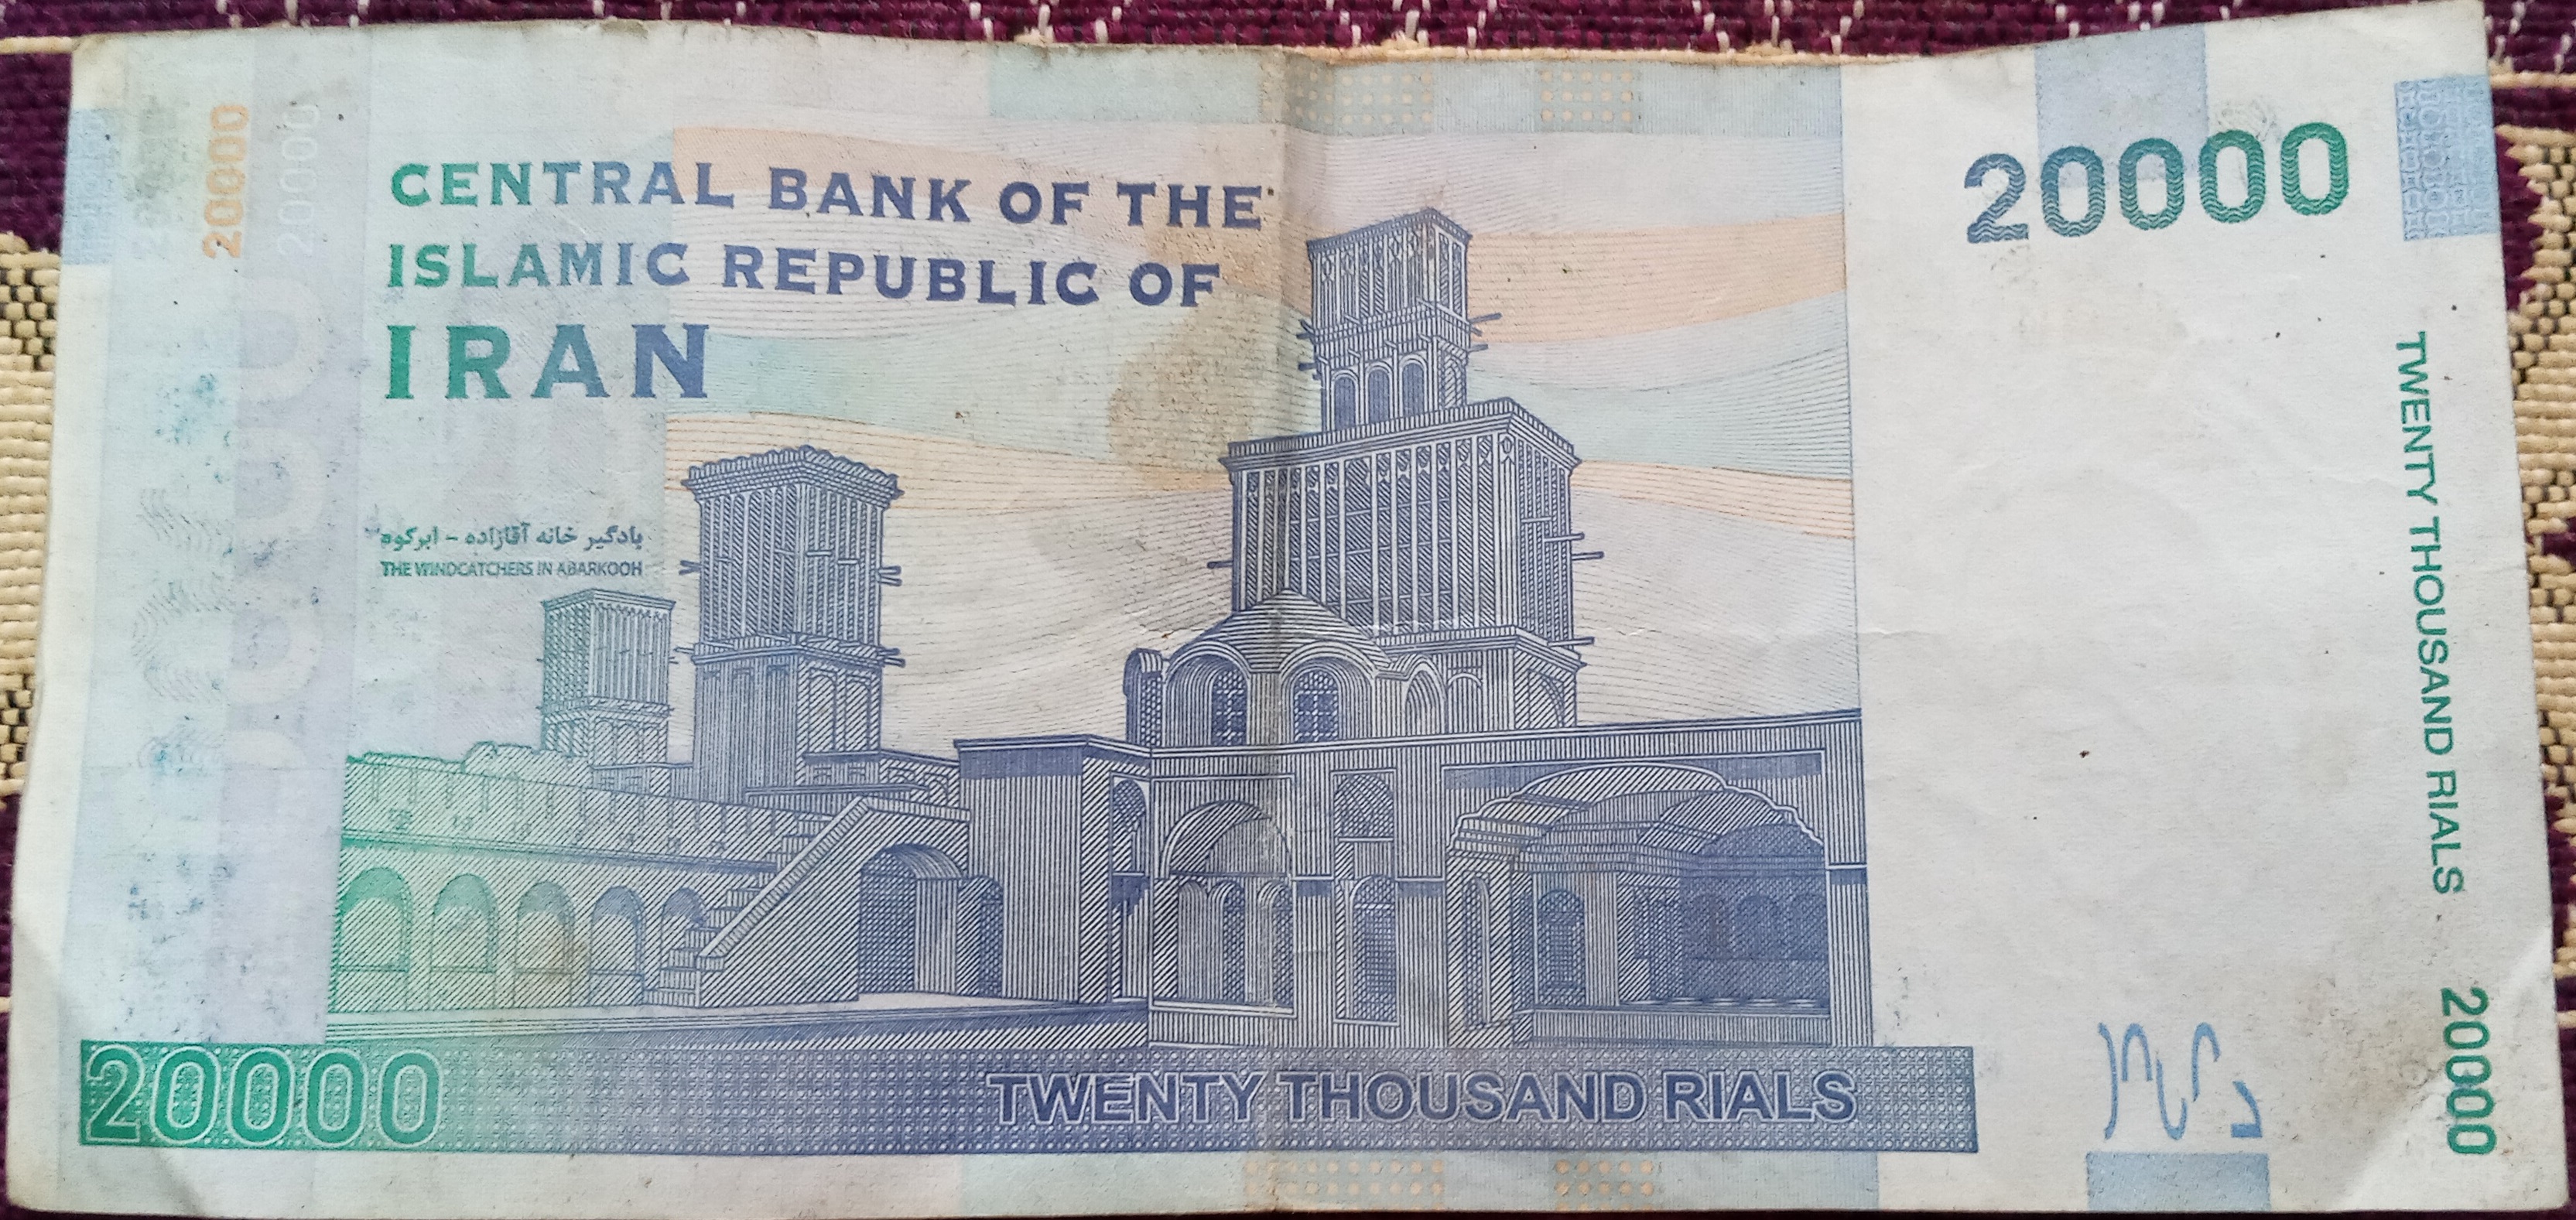 20000
20000
CENTRAL BANK OF THE
ISLAMIC REPUBLIC OF
IRAN
20000
بادگیر خانه آقازاده - ابرکوه
THE WINDCATCHERS IN ABARKOOH
TWENTY THOUSAND RIALS 20000
20000
TWENTY THOUSAND RIALS